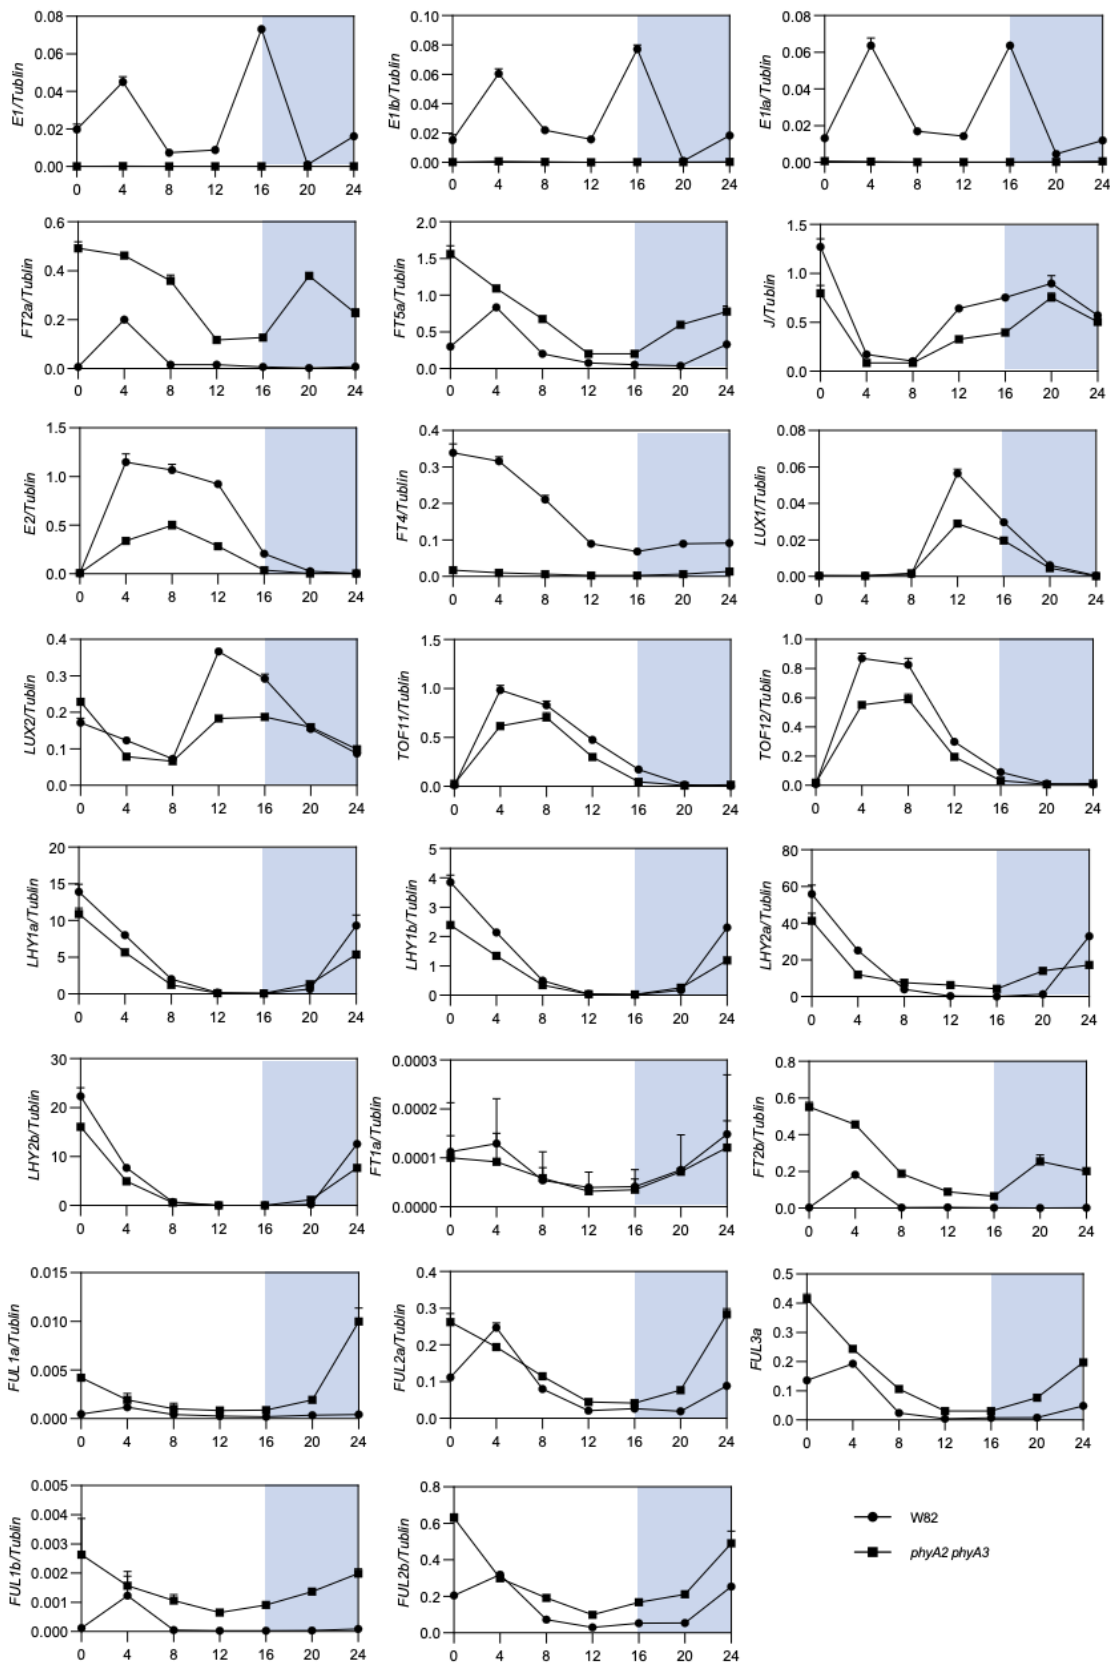 E1/Tublin
0.08
0.06
0.04
0.02
0.00
0 4 8 12 16 20 24
E1lb/Tublin
0.10
0.08
0.06
0.04
0.02
0.00
0 4 8 12 16 20 24
E1la/Tublin
0.08
0.06
0.04
0.02
0.00
0 4 8 12 16 20 24
FT2a/Tublin
0.6
0.4
0.2
0.0
0 4 8 12 16 20 24
FT5a/Tublin
2.0
1.5
1.0
0.5
0.0
0 4 8 12 16 20 24
J/Tublin
1.5
1.0
0.5
0.0
0 4 8 12 16 20 24
E2/Tublin
1.5
1.0
0.5
0.0
0 4 8 12 16 20 24
FT4/Tublin
0.4
0.3
0.2
0.1
0.0
0 4 8 12 16 20 24
LUX1/Tublin
0.08
0.06
0.04
0.02
0.00
0 4 8 12 16 20 24
LUX2/Tublin
0.4
0.3
0.2
0.1
0.0
0 4 8 12 16 20 24
TOF11/Tublin
1.5
1.0
0.5
0.0
0 4 8 12 16 20 24
TOF12/Tublin
1.0
0.8
0.6
0.4
0.2
0.0
0 4 8 12 16 20 24
LHY1a/Tublin
20
15
10
5
0
0 4 8 12 16 20 24
LHY1b/Tublin
5
4
3
2
1
0
0 4 8 12 16 20 24
LHY2a/Tublin
80
60
40
20
0
0 4 8 12 16 20 24
LHY2b/Tublin
30
20
10
0
0 4 8 12 16 20 24
FT1a/Tublin
0.0003
0.0002
0.0001
0.0000
0 4 8 12 16 20 24
FT2b/Tublin
0.8
0.6
0.4
0.2
0.0
0 4 8 12 16 20 24
FUL1a/Tublin
0.015
0.010
0.005
0.000
0 4 8 12 16 20 24
FUL2a/Tublin
0.4
0.3
0.2
0.1
0.0
0 4 8 12 16 20 24
FUL3a
0.5
0.4
0.3
0.2
0.1
0.0
0 4 8 12 16 20 24
FUL1b/Tublin
0.005
0.004
0.003
0.002
0.001
0.000
0 4 8 12 16 20 24
FUL2b/Tublin
0.8
0.6
0.4
0.2
0.0
0 4 8 12 16 20 24
W82
phyA2 phyA3